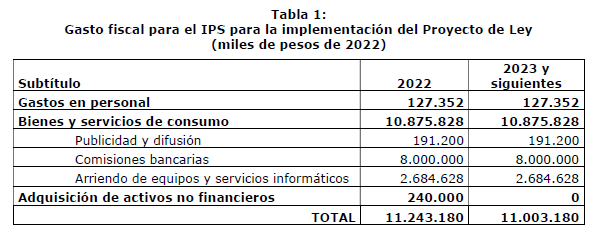 Tabla 1:
Gasto fiscal para el IPS para la implementación del Proyecto de Ley
(miles de pesos de 2022)
Subtítulo 2022 2023 y siguientes
Gastos en personal 127.352 127.352
Bienes y servicios de consumo 10.875.828 10.875.828
Publicidad y difusión 191.200 191.200
Comisiones bancarias 8.000.000 8.000.000
Arriendo de equipos y servicios informáticos 2.684.628 2.684.628
Adquisición de activos no financieros 240.000 0
TOTAL 11.243.180 11.003.180